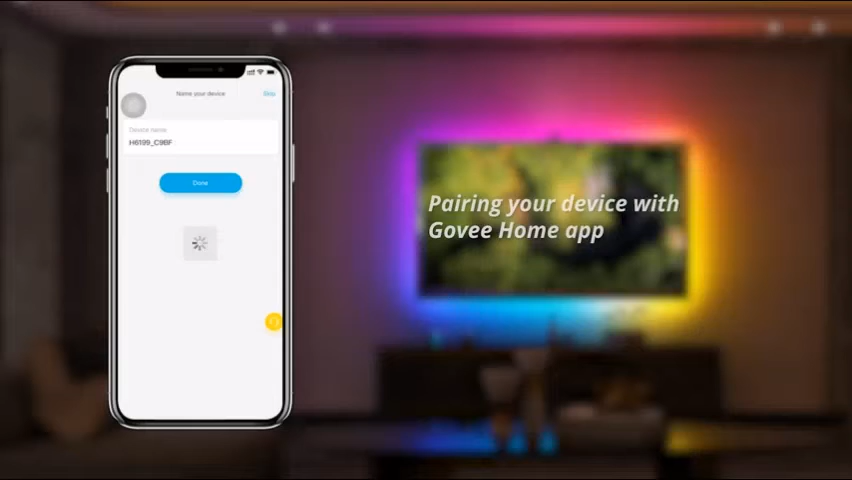 Name your device
Skip
Device name
H6199_C9BF
Done
Pairing your device with
Govee Home app